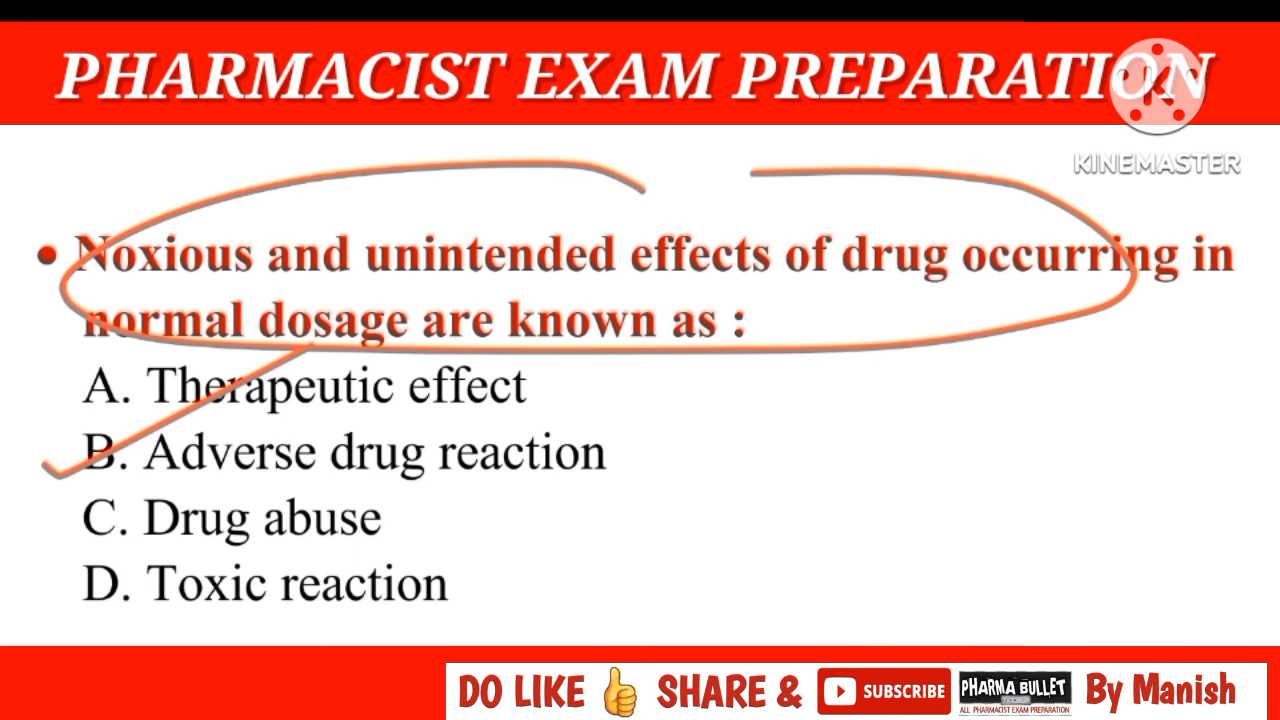 PHARMACIST EXAM PREPARATION
KINEMASTER
• Noxious and unintended effects of drug occurring in
normal dosage are known as :
A. Therapeutic effect
B. Adverse drug reaction
C. Drug abuse
D. Toxic reaction
DO LIKE 👍 SHARE & SUBSCRIBE PHARMA BULLET By Manish
ALL PHARMACIST EXAM PREPARATION